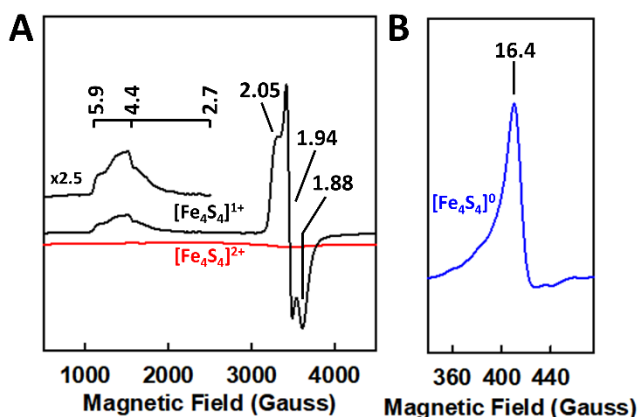 A
5.9
4.4
2.7
2.05
1.94
1.88
x2.5
[Fe₄S₄]¹⁺
[Fe₄S₄]²⁺
1000 2000 3000 4000
Magnetic Field (Gauss)
B
16.4
[Fe₄S₄]⁰
360 400 440
Magnetic Field (Gauss)